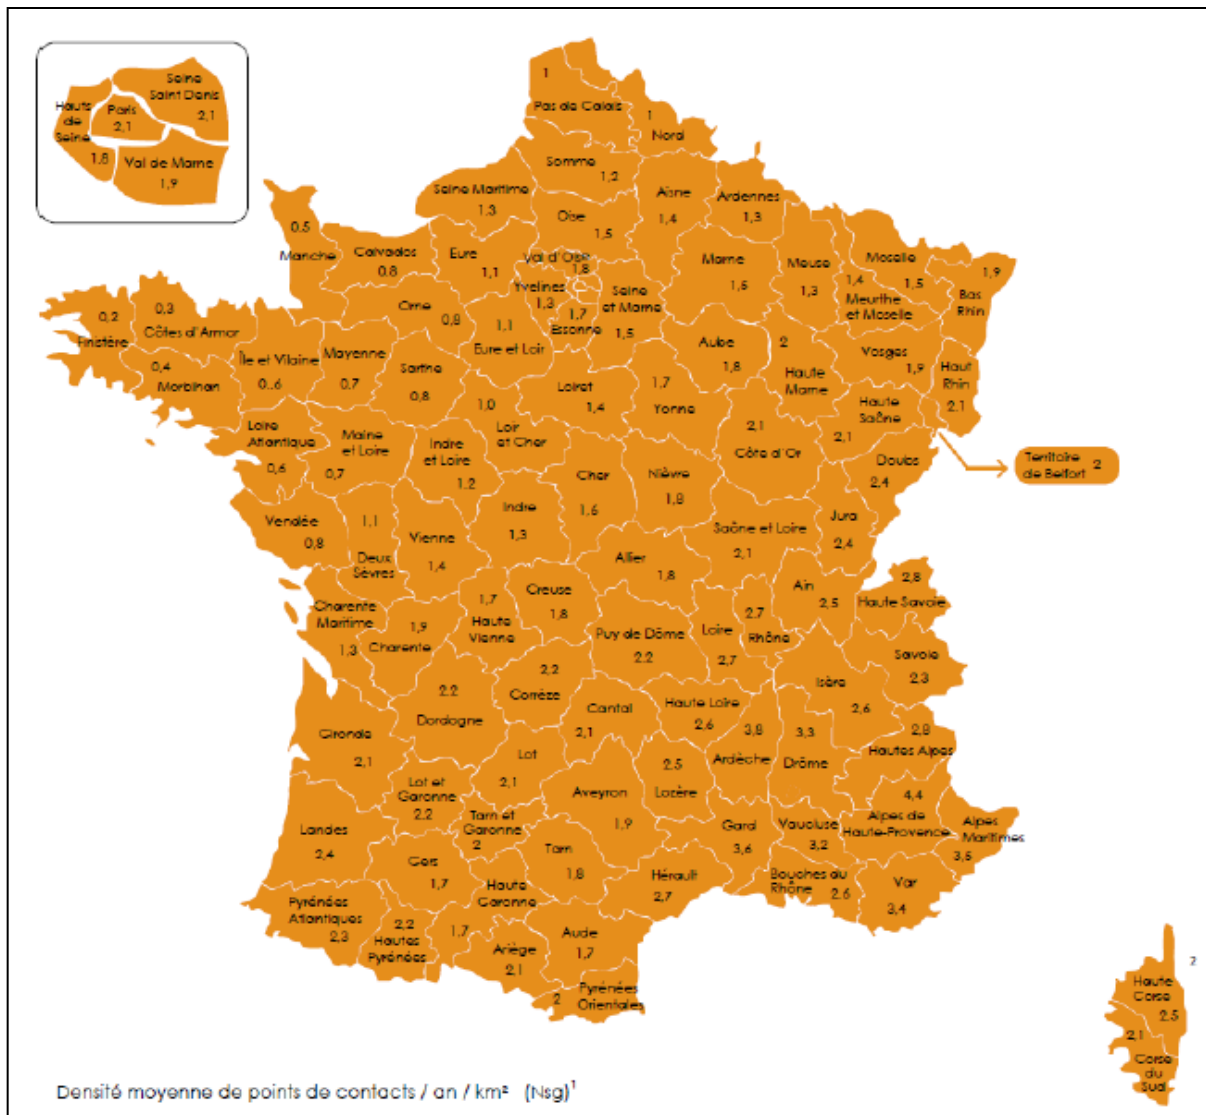 Seine
Saint Denis
2,1
Hauts
de
Seine
1,8
Paris
2,1
Val de Marne
1,9
1
Pas de Calais
1
Nord
Somme
1,2
Seine Maritime
1,3
Aisne
1,4
Ardennes
1,3
Oise
1,5
0,5
Manche
Calvados
0,8
Eure
1,1
Val d'Oise
1,8
Yvelines
1,3
1,7
Essonne
Seine
et Marne
1,5
Marne
1,5
Meuse
1,3
Moselle
1,5
1,4
Meurthe
et Moselle
1,9
Bas
Rhin
0,2
Finistère
0,3
Côtes d'Armor
0,4
Morbihan
Île et Vilaine
0..6
Mayenne
0,7
Orne
0,8
1,1
Eure et Loir
Sarthe
0,8
Aube
1,8
2
Haute
Marne
Vosges
1,9
Haut
Rhin
2,1
Loiret
1,4
1,7
Yonne
1,0
Loir
et Cher
Haute
Saône
2,1
2,1
Côte d'Or
Territoire
de Belfort 2
Doubs
2,4
Loire
Atlantique
0,6
Maine
et Loire
0,7
Indre
et Loire
1,2
Cher
1,6
Nièvre
1,8
Vendée
0,8
1,1
Deux
Sèvres
Vienne
1,4
Indre
1,3
Saône et Loire
2,1
Jura
2,4
Allier
1,8
Ain
2,5
2,8
Haute Savoie
Charente
Maritime
1,3
1,9
Charente
1,7
Haute
Vienne
Creuse
1,8
Puy de Dôme
2,2
Loire
2,7
2,7
Rhône
Savoie
2,3
Isère
2,6
2,2
Dordogne
2,2
Corrèze
Cantal
2,1
Haute Loire
2,6
3,8
Ardèche
3,3
Drôme
2,8
Hautes Alpes
Gironde
2,1
Lot
2,1
Lot et
Garonne
2,2
Aveyron
1,9
2,5
Lozère
4,4
Alpes de
Haute-Provence
Alpes
Maritimes
3,5
Landes
2,4
Tarn et
Garonne
2
Gers
1,7
Tarn
1,8
Gard
3,6
Vaucluse
3,2
Hérault
2,7
Bouches du
Rhône
2,6
Var
3,4
Pyrénées
Atlantiques
2,3
2,2
Hautes
Pyrénées
Haute
Garonne
1,7
Ariège
2,1
Aude
1,7
2
Pyrénées
Orientales
2
Haute
Corse
2,5
2,1
Corse
du
Sud
Densité moyenne de points de contacts / an / km² (Nsg)¹